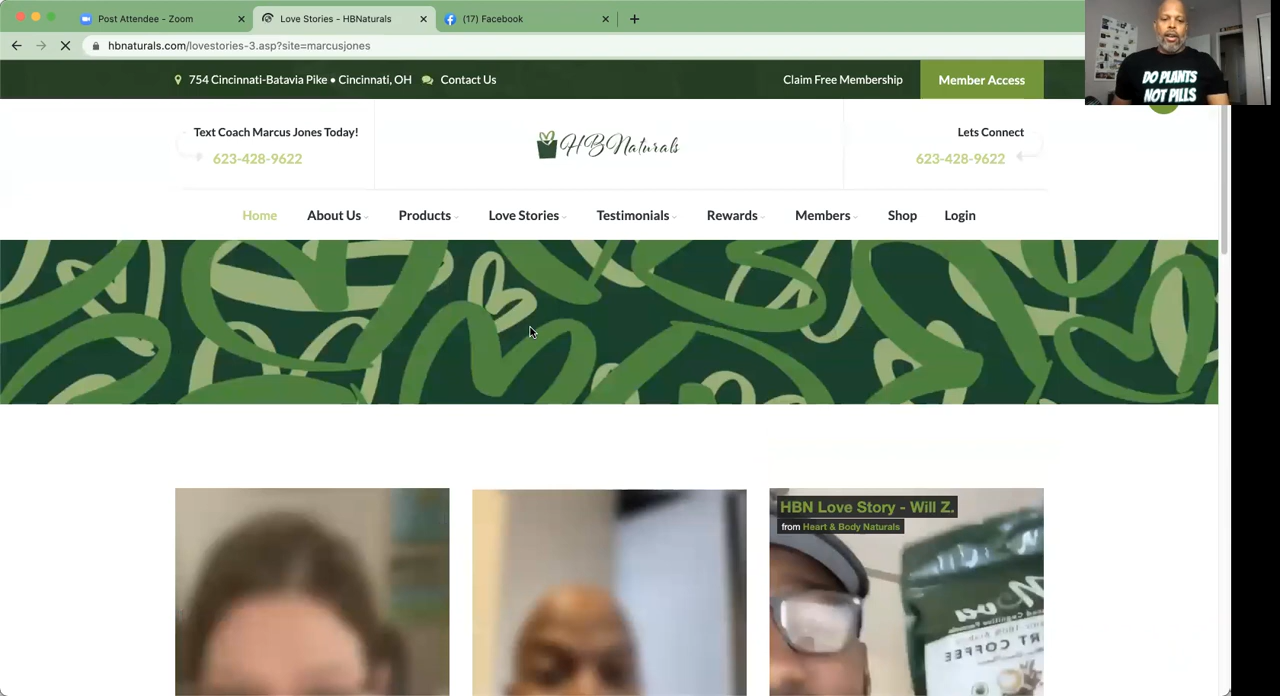 Post Attendee - Zoom
Love Stories - HBNaturals
(17) Facebook
hbnaturals.com/lovestories-3.asp?site=marcusjones
754 Cincinnati-Batavia Pike • Cincinnati, OH
Contact Us
Claim Free Membership
Member Access
DO PLANTS
NOT PILLS
Text Coach Marcus Jones Today!
623-428-9622
HBNaturals
Lets Connect
623-428-9622
Home
About Us
Products
Love Stories
Testimonials
Rewards
Members
Shop
Login
HBN Love Story - Will Z.
from Heart & Body Naturals